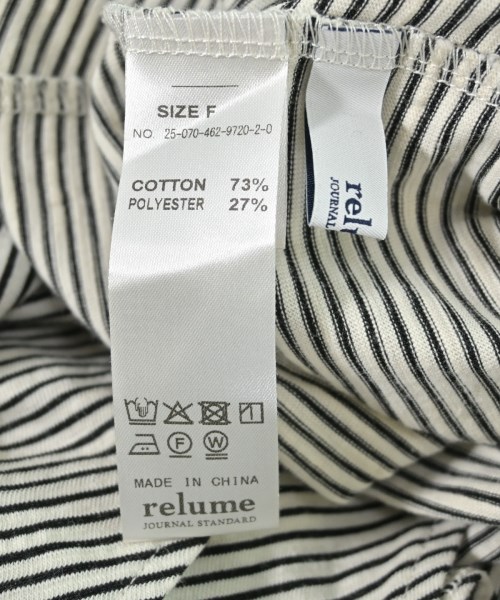 SIZE F
NO. 25-070-462-9720-2-0
COTTON 73%
POLYESTER 27%
F W
MADE IN CHINA
relume
JOURNAL STANDARD
rel
JOURNAL